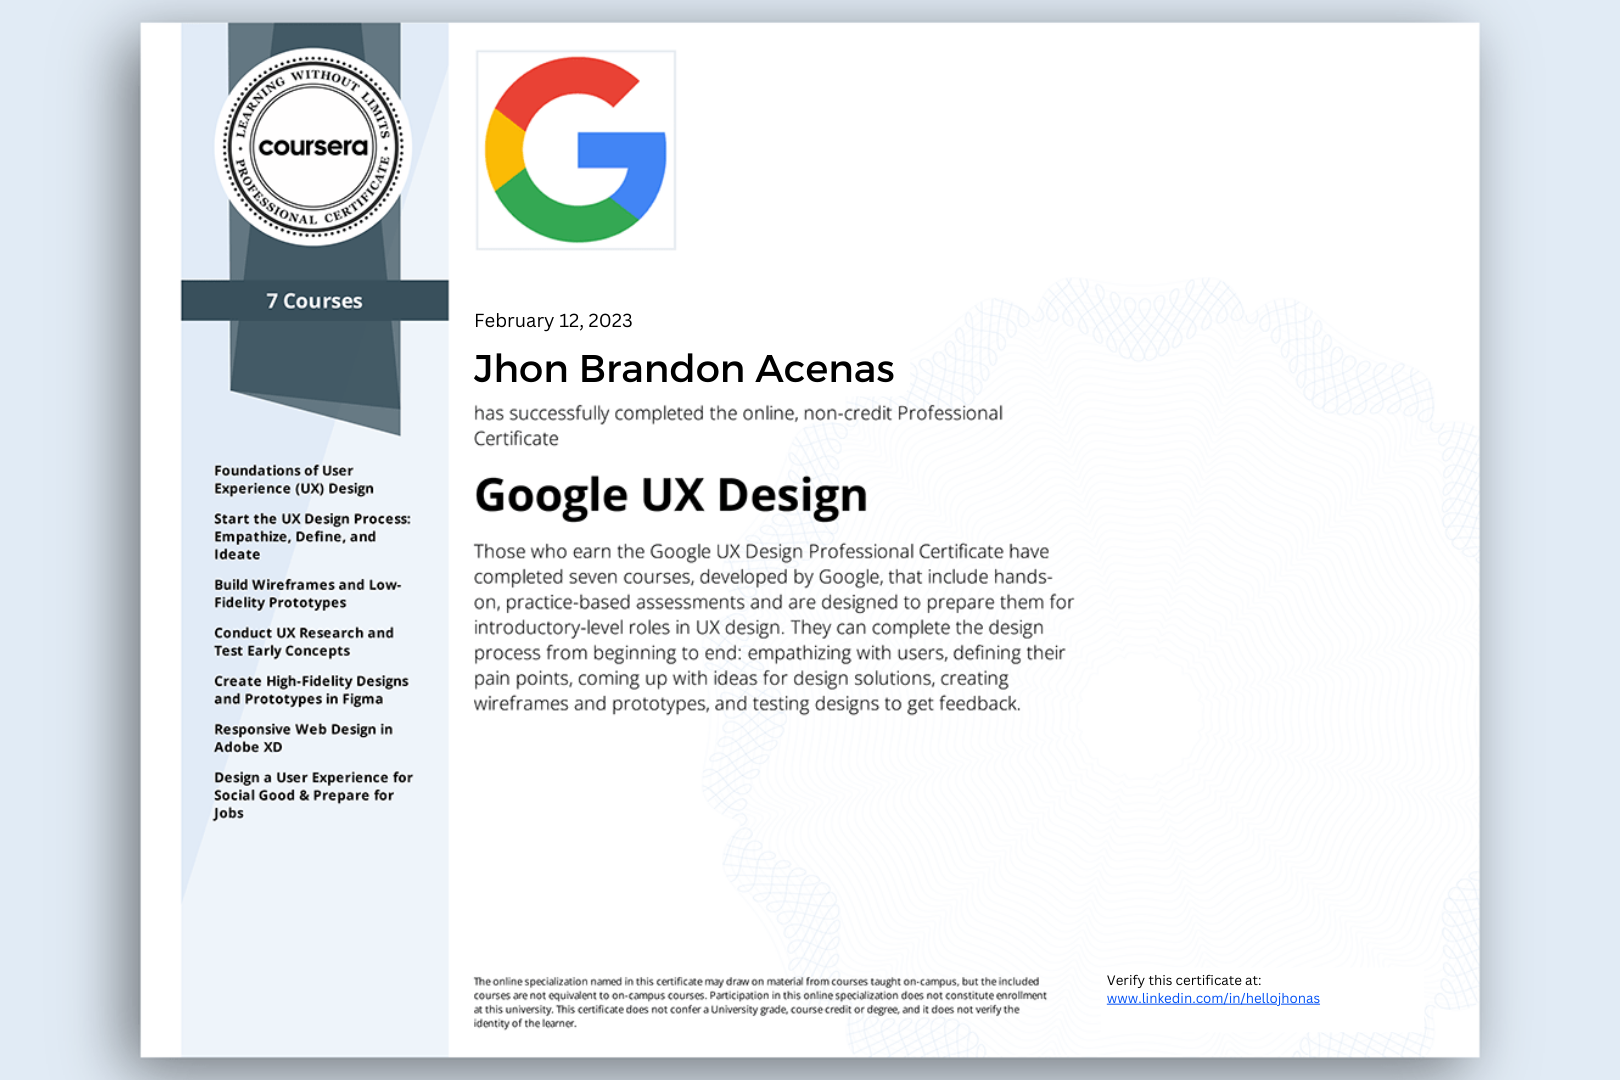 LEARNING WITHOUT LIMITS
coursera
PROFESSIONAL CERTIFICATE
7 Courses
Foundations of User
Experience (UX) Design
Start the UX Design Process:
Empathize, Define, and
Ideate
Build Wireframes and Low-
Fidelity Prototypes
Conduct UX Research and
Test Early Concepts
Create High-Fidelity Designs
and Prototypes in Figma
Responsive Web Design in
Adobe XD
Design a User Experience for
Social Good & Prepare for
Jobs
G
February 12, 2023
Jhon Brandon Acenas
has successfully completed the online, non-credit Professional
Certificate
Google UX Design
Those who earn the Google UX Design Professional Certificate have
completed seven courses, developed by Google, that include hands-
on, practice-based assessments and are designed to prepare them for
introductory-level roles in UX design. They can complete the design
process from beginning to end: empathizing with users, defining their
pain points, coming up with ideas for design solutions, creating
wireframes and prototypes, and testing designs to get feedback.
The online specialization named in this certificate may draw on material from courses taught on-campus, but the included
courses are not equivalent to on-campus courses. Participation in this online specialization does not constitute enrollment
at this university. This certificate does not confer a University grade, course credit or degree, and it does not verify the
identity of the learner.
Verify this certificate at:
www.linkedin.com/in/hellojhonas